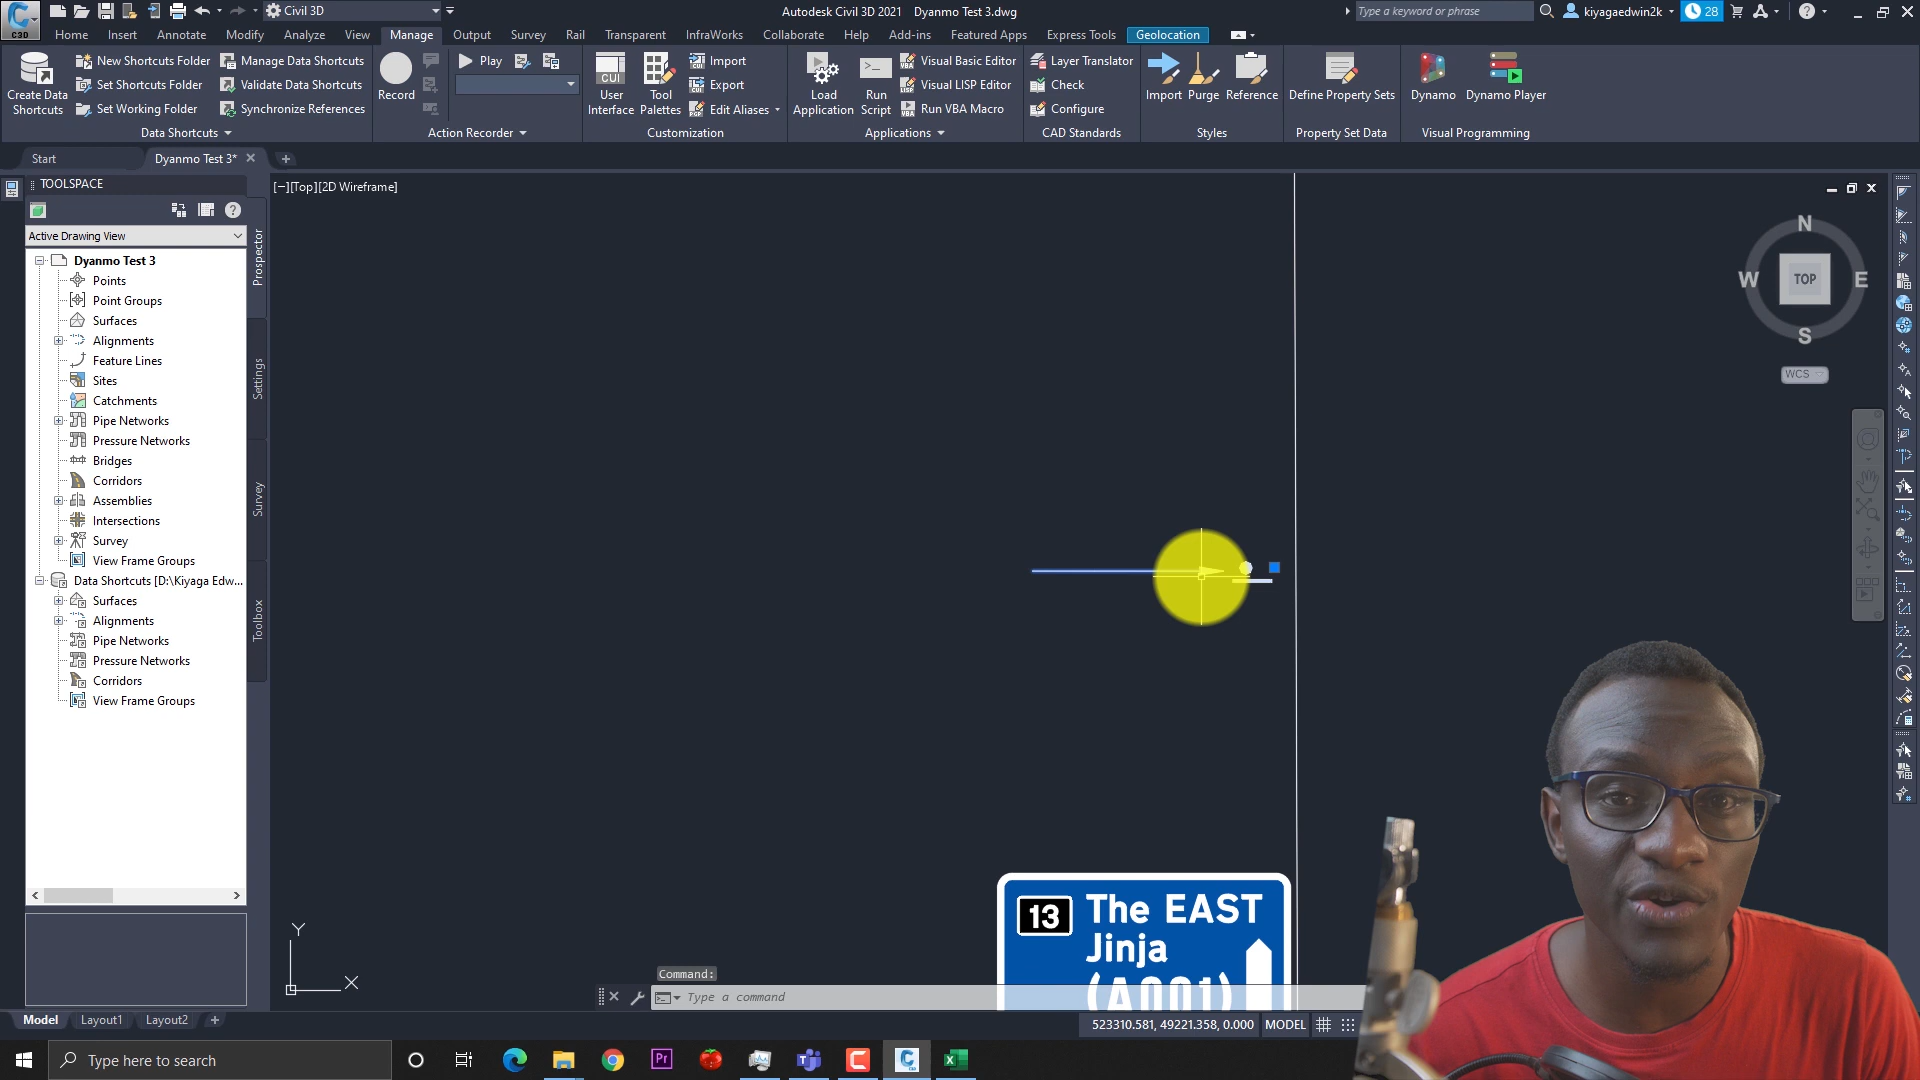 C3D
Civil 3D
Autodesk Civil 3D 2021 Dyanmo Test 3.dwg
Type a keyword or phrase
kiyagaedwin2k
28
Home Insert Annotate Modify Analyze View Manage Output Survey Rail Transparent InfraWorks Collaborate Help Add-ins Featured Apps Express Tools Geolocation
Create Data Shortcuts
New Shortcuts Folder
Set Shortcuts Folder
Set Working Folder
Manage Data Shortcuts
Validate Data Shortcuts
Synchronize References
Data Shortcuts
Record
Play
Action Recorder
CUI
User Interface
Tool Palettes
Import
Export
Edit Aliases
Customization
Load Application
Run Script
Visual Basic Editor
Visual LISP Editor
Run VBA Macro
Applications
Layer Translator
Check
Configure
CAD Standards
Import
Purge
Reference
Styles
Define Property Sets
Property Set Data
Dynamo
Dynamo Player
Visual Programming
Start
Dyanmo Test 3*
TOOLSPACE
[−][Top][2D Wireframe]
Active Drawing View
Dyanmo Test 3
Points
Point Groups
Surfaces
Alignments
Feature Lines
Sites
Catchments
Pipe Networks
Pressure Networks
Bridges
Corridors
Assemblies
Intersections
Survey
View Frame Groups
Data Shortcuts [D:\Kiyaga Edw...
Surfaces
Alignments
Pipe Networks
Pressure Networks
Corridors
View Frame Groups
Prospector
Settings
Survey
Toolbox
N
W TOP E
S
WCS
13 The EAST
Jinja
(A001)
Y
X
Command:
Type a command
Model Layout1 Layout2
523310.581, 49221.358, 0.000 MODEL
Type here to search
Pr